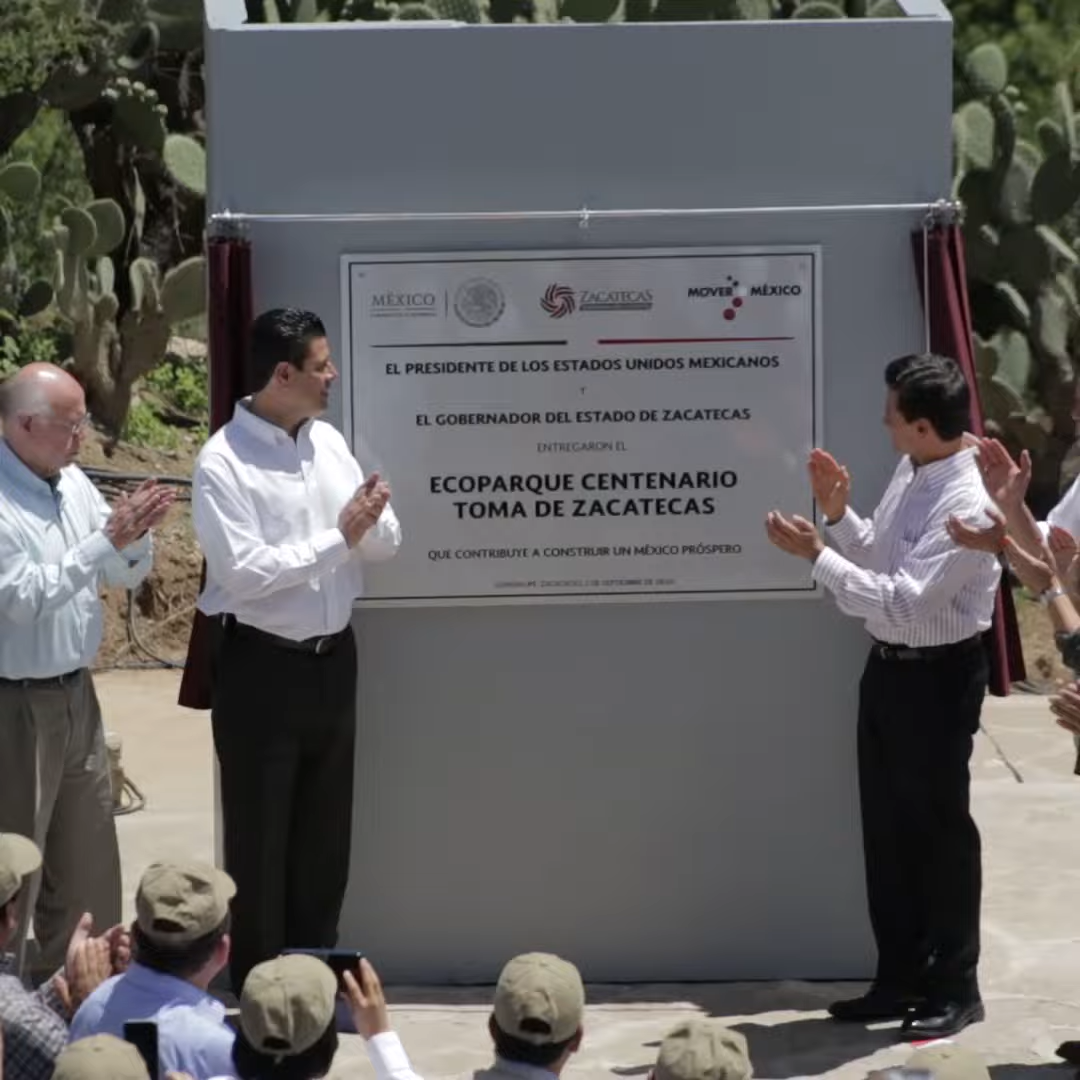 MÉXICO
ZACATECAS
MOVER MÉXICO
EL PRESIDENTE DE LOS ESTADOS UNIDOS MEXICANOS
Y
EL GOBERNADOR DEL ESTADO DE ZACATECAS
ENTREGARON EL
ECOPARQUE CENTENARIO
TOMA DE ZACATECAS
QUE CONTRIBUYE A CONSTRUIR UN MÉXICO PRÓSPERO